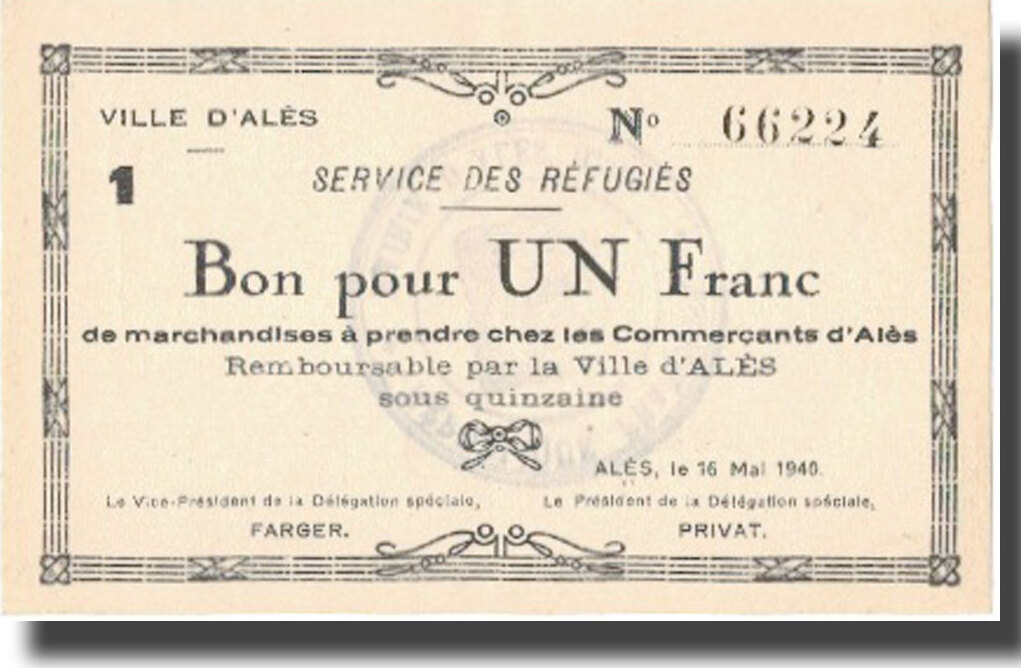 VILLE D'ALÈS
Nº 66224
1
SERVICE DES RÉFUGIÉS
Bon pour UN Franc
de marchandises à prendre chez les Commerçants d'Alès
Remboursable par la Ville d'ALÈS
sous quinzaine
ALÈS, le 16 Mai 1940.
Le Vice-Président de la Délégation spéciale,
FARGER.
Le Président de la Délégation spéciale,
PRIVAT.